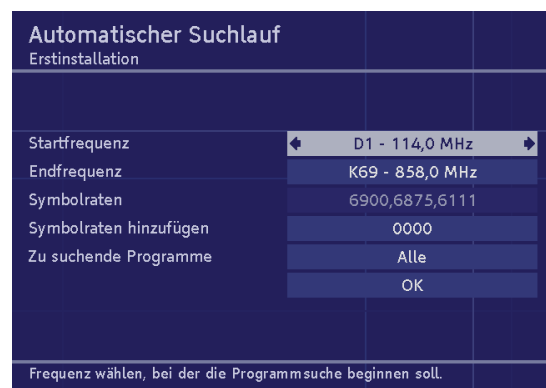 Automatischer Suchlauf
Erstinstallation
Startfrequenz D1 - 114,0 MHz
Endfrequenz K69 - 858,0 MHz
Symbolraten 6900,6875,6111
Symbolraten hinzufügen 0000
Zu suchende Programme Alle
OK
Frequenz wählen, bei der die Programmsuche beginnen soll.